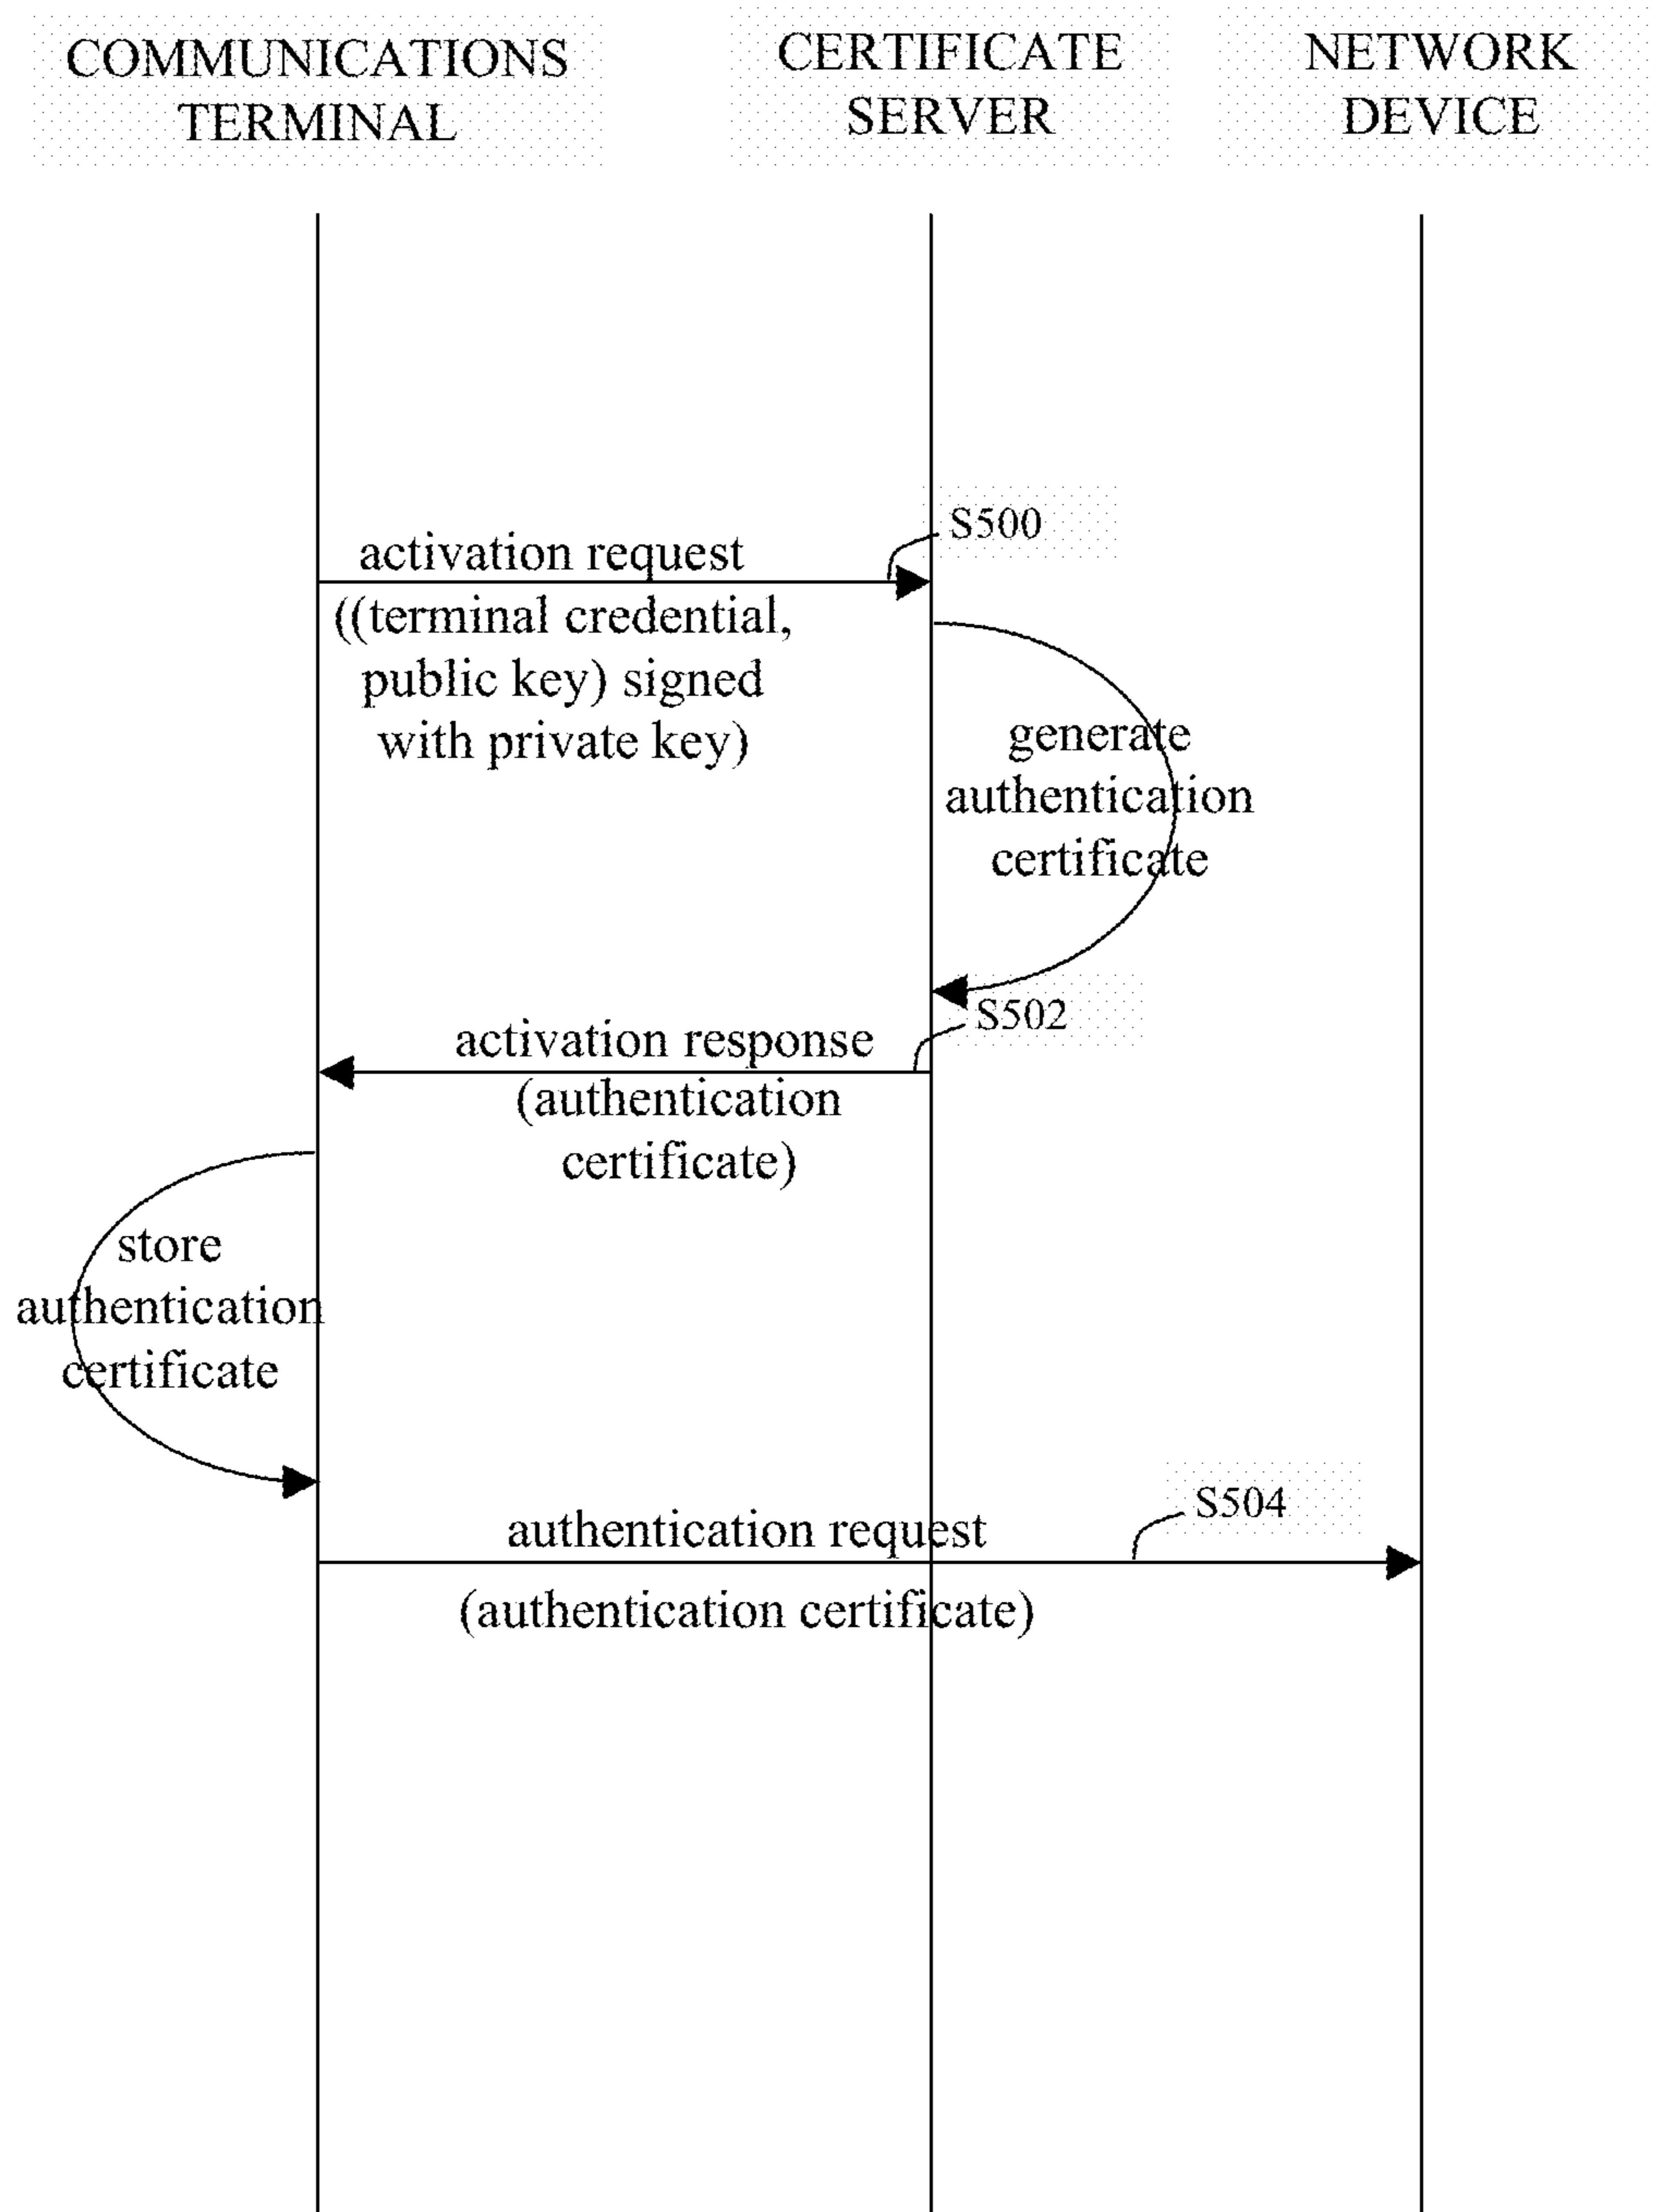 COMMUNICATIONS
TERMINAL
CERTIFICATE
SERVER
NETWORK
DEVICE
S500
activation request
((terminal credential,
public key) signed
with private key)
generate
authentication
certificate
S502
activation response
(authentication
certificate)
store
authentication
certificate
S504
authentication request
(authentication certificate)